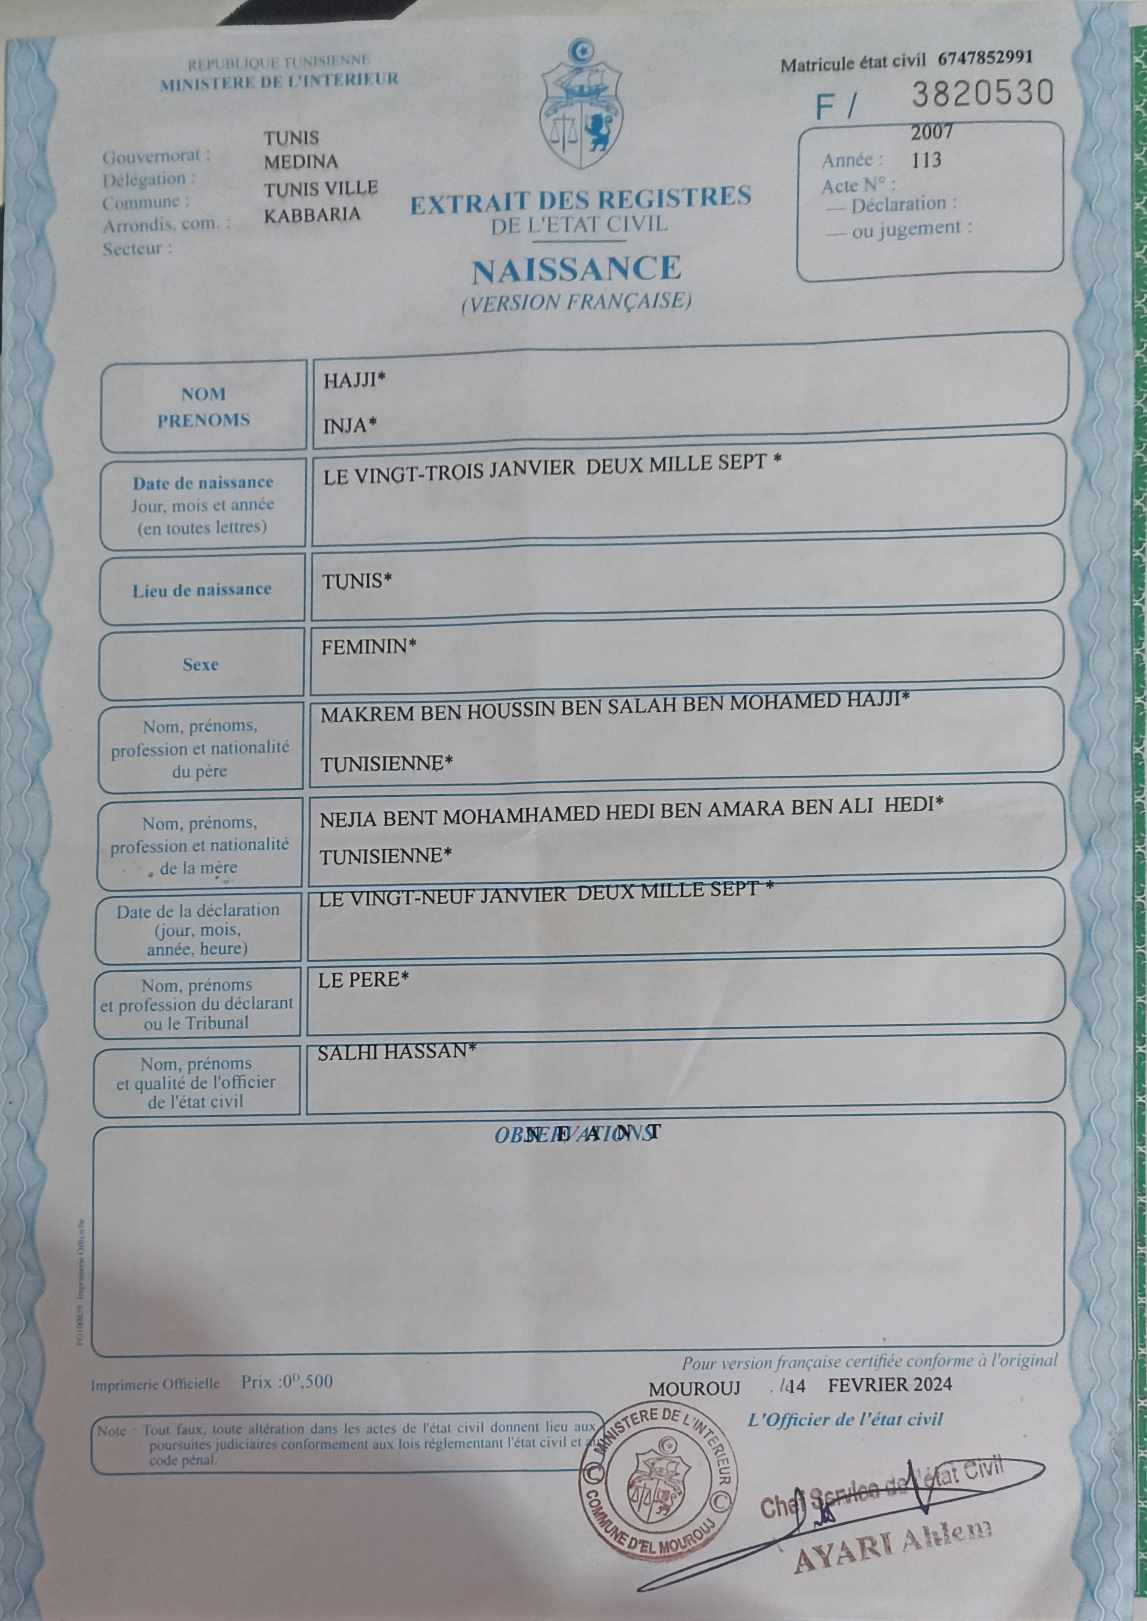 REPUBLIQUE TUNISIENNE
MINISTERE DE L'INTERIEUR
Matricule état civil 6747852991
F / 3820530
Gouvernorat : TUNIS
Délégation : MEDINA
Commune : TUNIS VILLE
Arrondis. com. : KABBARIA
Secteur :
2007
Année : 113
Acte N° :
— Déclaration :
— ou jugement :
EXTRAIT DES REGISTRES
DE L'ETAT CIVIL
NAISSANCE
(VERSION FRANÇAISE)
NOM
PRENOMS
HAJJI*
INJA*
Date de naissance
Jour, mois et année
(en toutes lettres)
LE VINGT-TROIS JANVIER DEUX MILLE SEPT *
Lieu de naissance
TUNIS*
Sexe
FEMININ*
Nom, prénoms,
profession et nationalité
du père
MAKREM BEN HOUSSIN BEN SALAH BEN MOHAMED HAJJI*
TUNISIENNE*
Nom, prénoms,
profession et nationalité
de la mère
NEJIA BENT MOHAMHAMED HEDI BEN AMARA BEN ALI HEDI*
TUNISIENNE*
Date de la déclaration
(jour, mois,
année, heure)
LE VINGT-NEUF JANVIER DEUX MILLE SEPT *
Nom, prénoms
et profession du déclarant
ou le Tribunal
LE PERE*
Nom, prénoms
et qualité de l'officier
de l'état civil
SALHI HASSAN*
OBSERVATIONS
N E A N T
Imprimerie Officielle
Pour version française certifiée conforme à l'original
Imprimerie Officielle Prix :0ᴰ,500
MOUROUJ 14 FEVRIER 2024
L'Officier de l'état civil
Note : Tout faux, toute altération dans les actes de l'état civil donnent lieu aux
poursuites judiciaires conformement aux lois réglementant l'état civil et au
code pénal.
MINISTERE DE L'INTERIEUR
COMMUNE D'EL MOUROUJ
Chef Service de l'état Civil
AYARI Ahlem